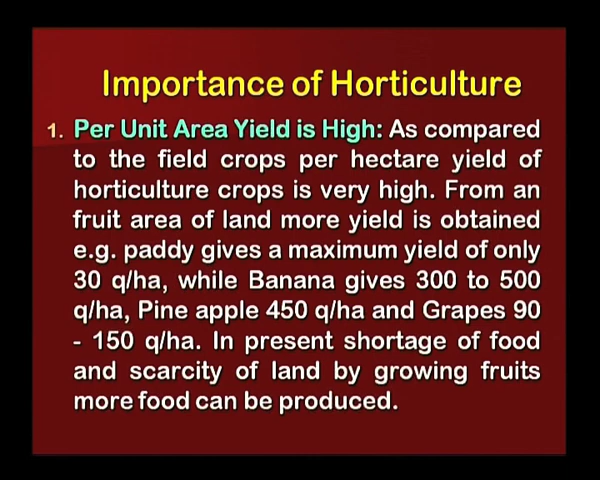 Importance of Horticulture
1. Per Unit Area Yield is High: As compared
to the field crops per hectare yield of
horticulture crops is very high. From an
fruit area of land more yield is obtained
e.g. paddy gives a maximum yield of only
30 q/ha, while Banana gives 300 to 500
q/ha, Pine apple 450 q/ha and Grapes 90
- 150 q/ha. In present shortage of food
and scarcity of land by growing fruits
more food can be produced.